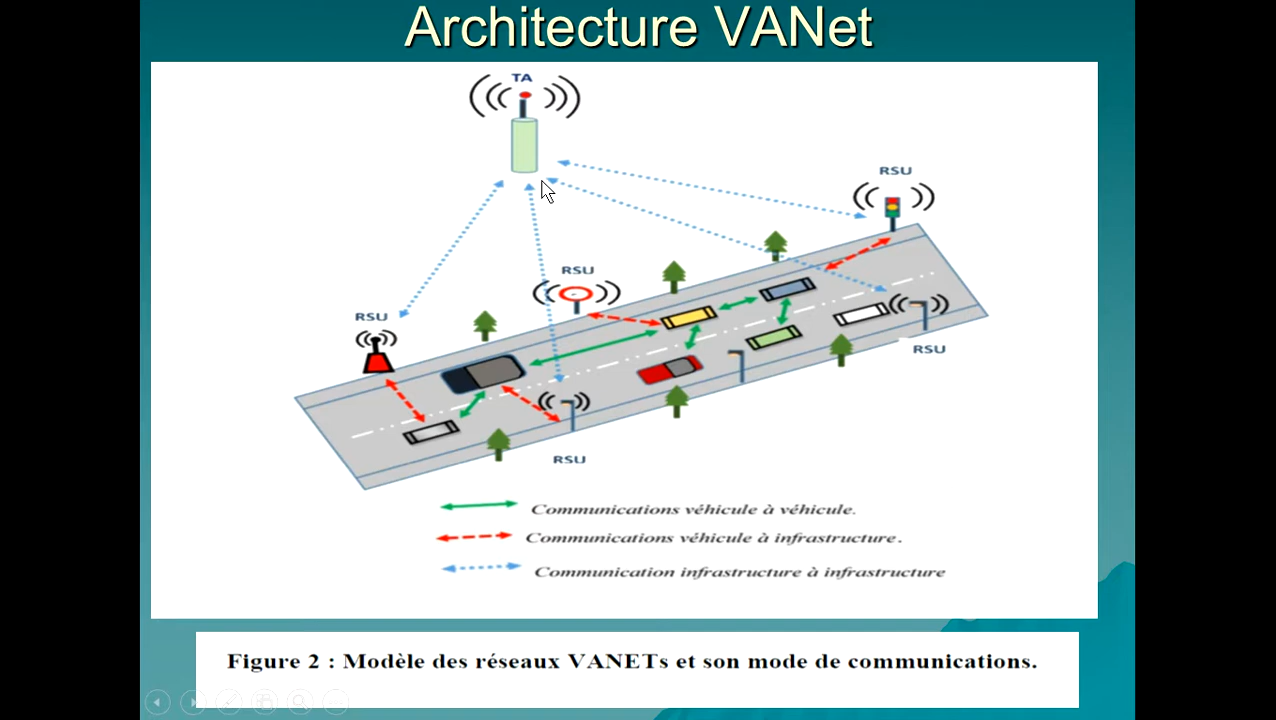 Architecture VANet
TA
RSU
RSU
RSU
RSU
RSU
Communications véhicule à véhicule.
Communications véhicule à infrastructure.
Communication infrastructure à infrastructure
Figure 2 : Modèle des réseaux VANETs et son mode de communications.